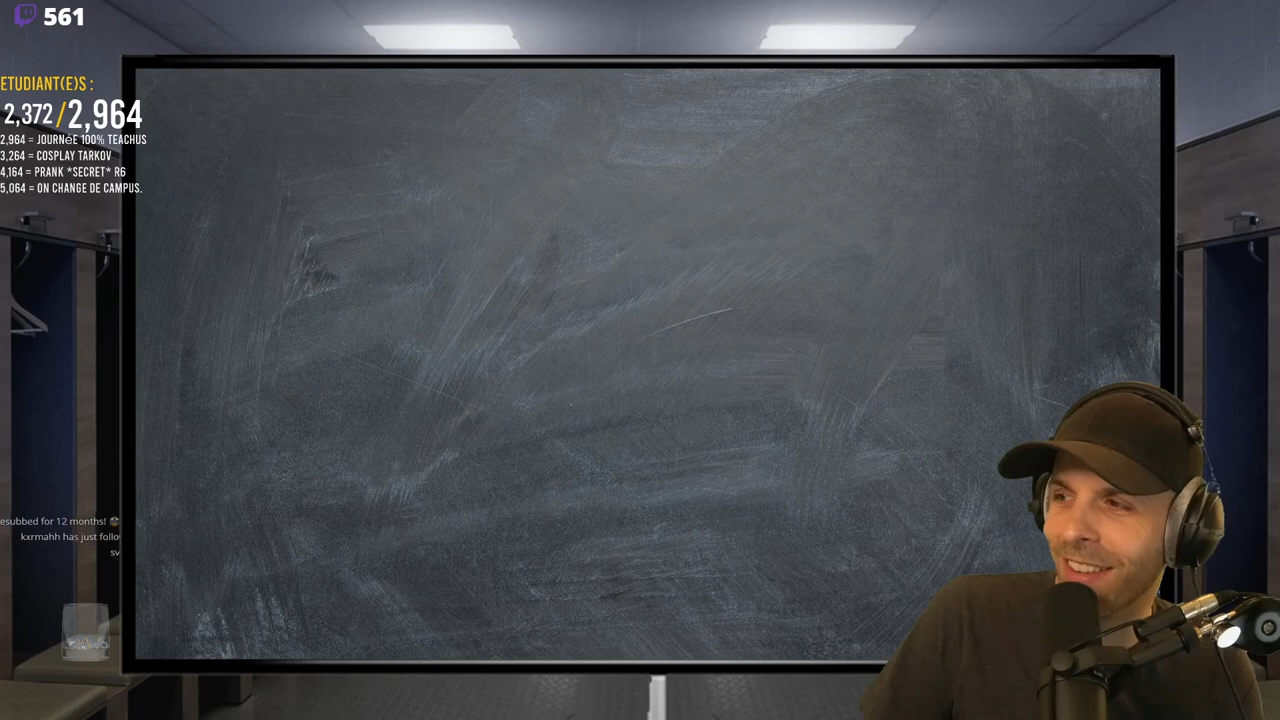 561
ETUDIANT(E)S :
2,372 / 2,964
2,964 = JOURNÉE 100% TEACHUS
3,264 = COSPLAY TARKOV
4,164 = PRANK *SECRET* R6
5,064 = ON CHANGE DE CAMPUS.
esubbed for 12 months!
kxrmahh has just follo
sv